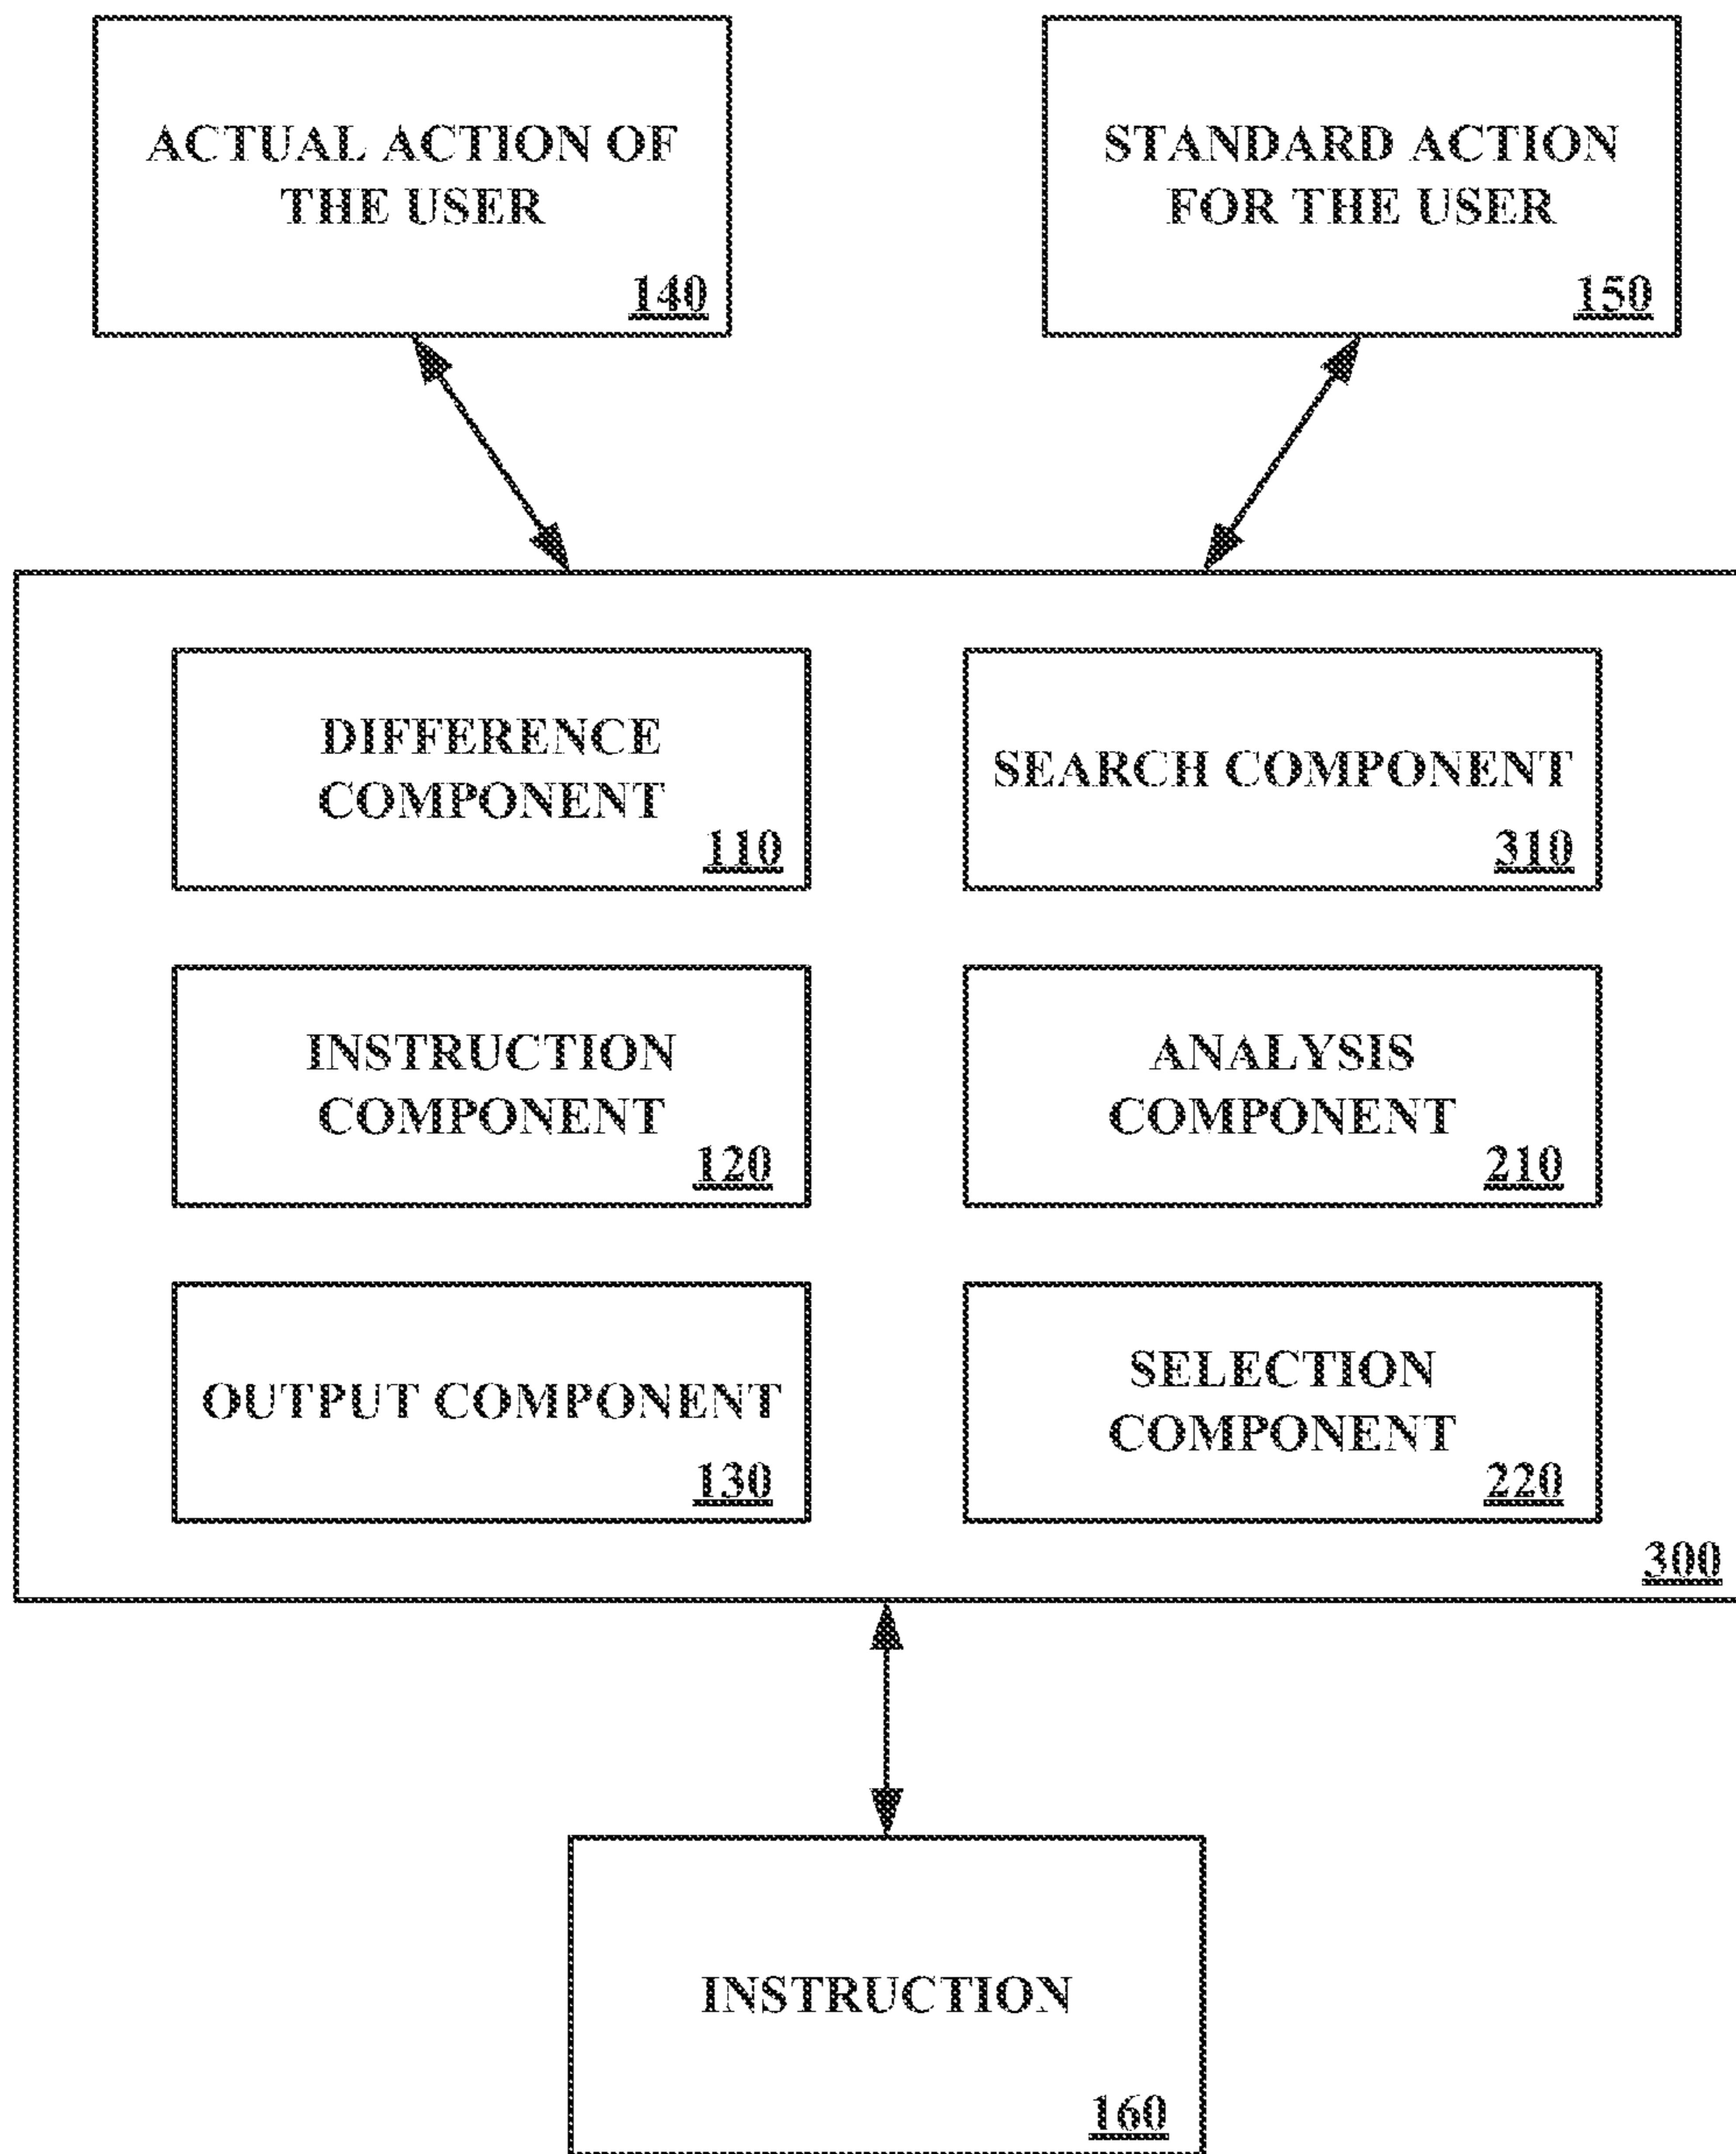 ACTUAL ACTION OF
THE USER
140
STANDARD ACTION
FOR THE USER
150
DIFFERENCE
COMPONENT
110
SEARCH COMPONENT
310
INSTRUCTION
COMPONENT
120
ANALYSIS
COMPONENT
210
OUTPUT COMPONENT
130
SELECTION
COMPONENT
220
300
INSTRUCTION
160